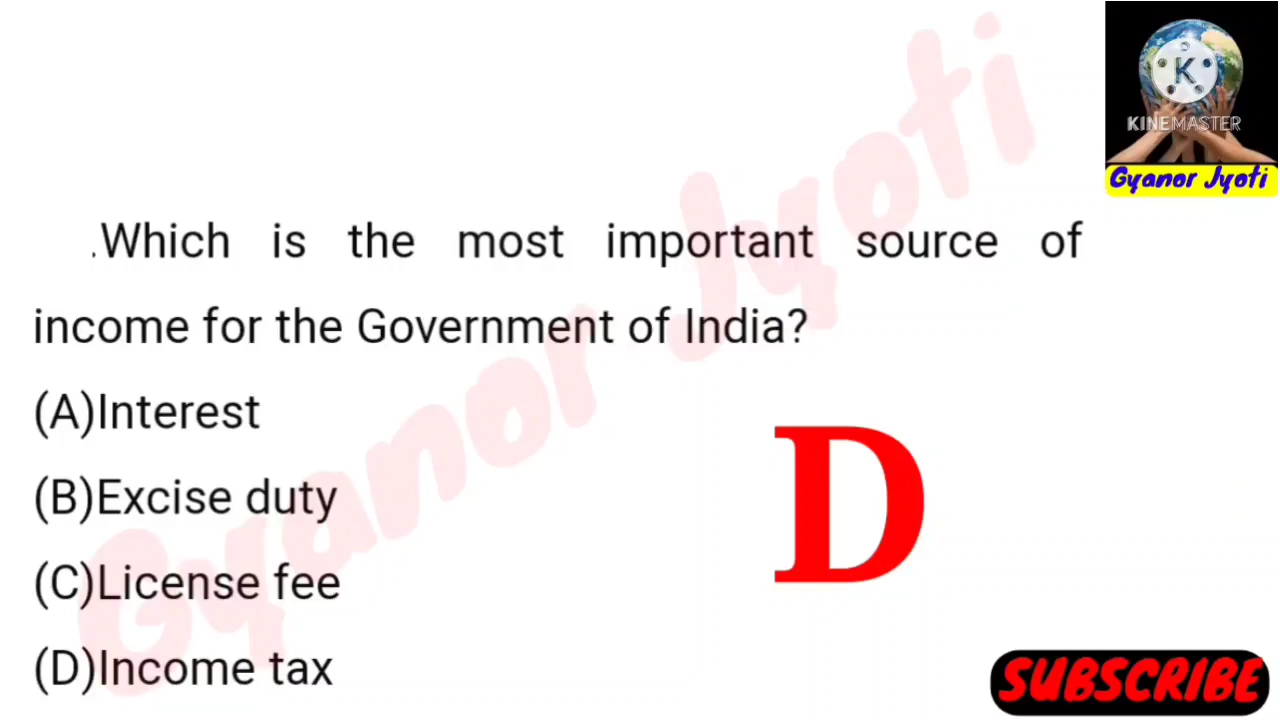 K
KINEMASTER
Gyanor Jyoti
.Which is the most important source of
income for the Government of India?
(A)Interest
(B)Excise duty
(C)License fee
(D)Income tax
D
Gyanor Jyoti
SUBSCRIBE